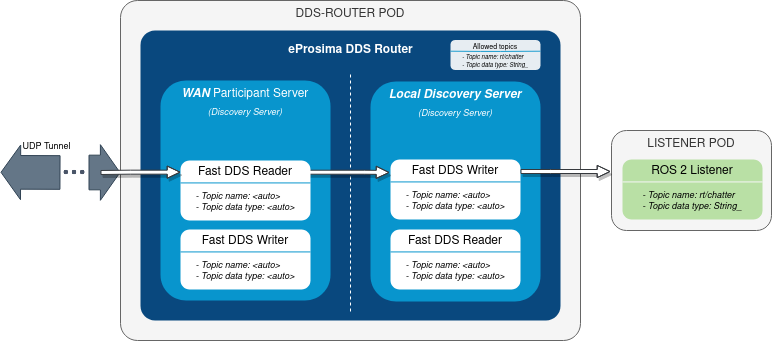 DDS-ROUTER POD
eProsima DDS Router
Allowed topics
- Topic name: rt/chatter
- Topic data type: String_
WAN Participant Server
(Discovery Server)
Local Discovery Server
(Discovery Server)
UDP Tunnel
Fast DDS Reader
- Topic name: <auto>
- Topic data type: <auto>
Fast DDS Writer
- Topic name: <auto>
- Topic data type: <auto>
Fast DDS Writer
- Topic name: <auto>
- Topic data type: <auto>
Fast DDS Reader
- Topic name: <auto>
- Topic data type: <auto>
LISTENER POD
ROS 2 Listener
- Topic name: rt/chatter
- Topic data type: String_